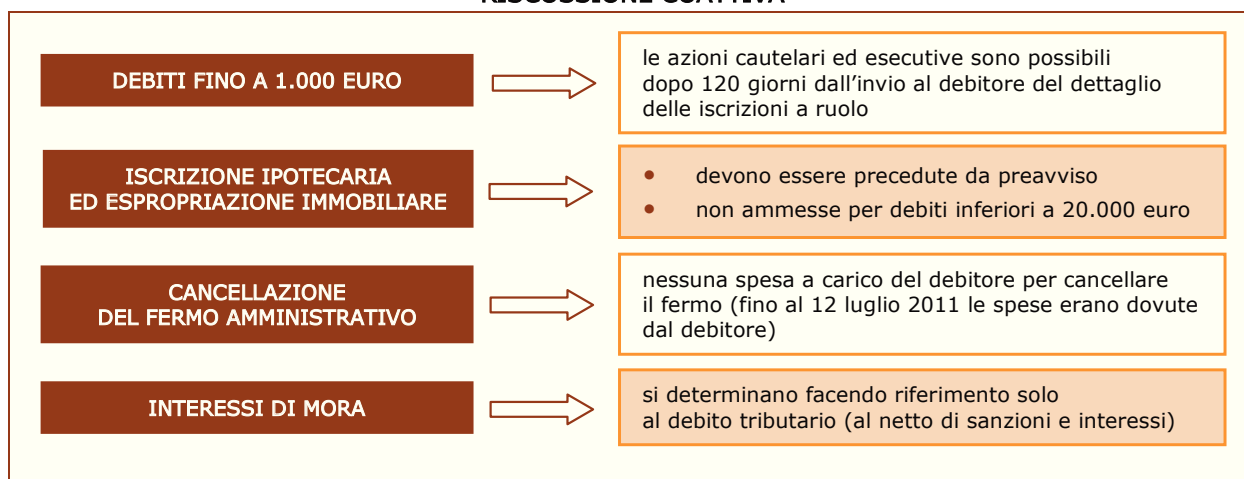 RISCOSSIONE COATTIVA
DEBITI FINO A 1.000 EURO
le azioni cautelari ed esecutive sono possibili
dopo 120 giorni dall’invio al debitore del dettaglio
delle iscrizioni a ruolo
ISCRIZIONE IPOTECARIA
ED ESPROPRIAZIONE IMMOBILIARE
• devono essere precedute da preavviso
• non ammesse per debiti inferiori a 20.000 euro
CANCELLAZIONE
DEL FERMO AMMINISTRATIVO
nessuna spesa a carico del debitore per cancellare
il fermo (fino al 12 luglio 2011 le spese erano dovute
dal debitore)
INTERESSI DI MORA
si determinano facendo riferimento solo
al debito tributario (al netto di sanzioni e interessi)